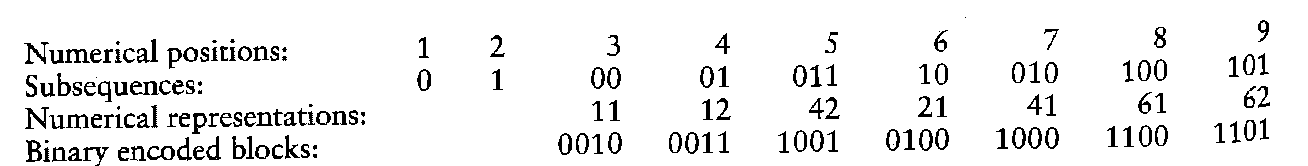 Numerical positions: 1 2 3 4 5 6 7 8 9
Subsequences: 0 1 00 01 011 10 010 100 101
Numerical representations: 11 12 42 21 41 61 62
Binary encoded blocks: 0010 0011 1001 0100 1000 1100 1101